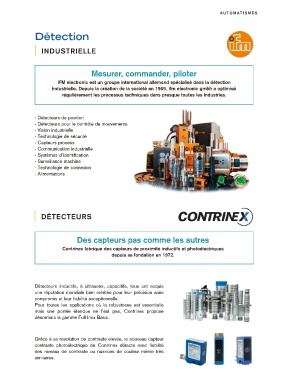 AUTOMATISMES
Détection
INDUSTRIELLE
ifm
Mesurer, commander, piloter
IFM electronic est un groupe international allemand spécialisé dans la détection
industrielle. Depuis la création de la société en 1969, ifm electronic gmbh a optimisé
régulièrement les processus techniques dans presque toutes les industries.
- Détecteurs de position
- Détecteurs pour le contrôle de mouvements
- Vision industrielle
- Technologie de sécurité
- Capteurs process
- Communication industrielle
- Systèmes d'identification
- Surveillance machine
- Technologie de connexion
- Alimentations
DÉTECTEURS
CONTRINEX
Des capteurs pas comme les autres
Contrinex fabrique des capteurs de proximité inductifs et photoélectriques
depuis sa fondation en 1972.
Détecteurs inductifs, à ultrasons, capacitifs, tous ont acquis
une réputation mondiale bien méritée pour leur précision sans
compromis et leur fiabilité exceptionnelle.
Pour toutes les applications où la robustesse est essentielle
mais une portée étendue ne l'est pas, Contrinex propose
désormais la gamme Full Inox Basic.
Grâce à sa résolution de contraste élevée, le nouveau capteur
contraste photoélectrique de Contrinex détecte avec fiabilité
des niveaux de contraste ou nuances de couleur même très
similaires.